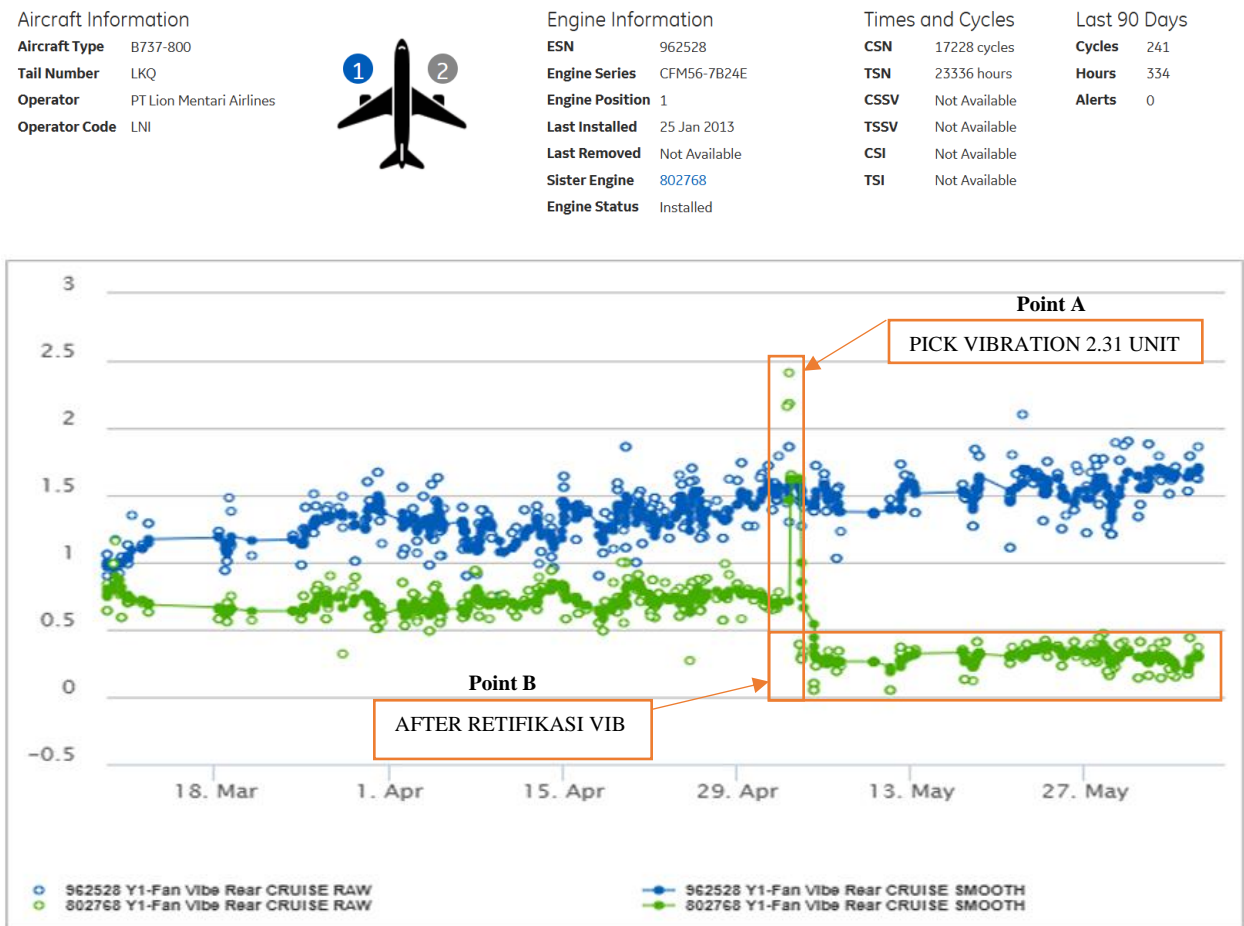 Aircraft Information
Aircraft Type B737-800
Tail Number LKQ
Operator PT Lion Mentari Airlines
Operator Code LNI
1
2
Engine Information
ESN 962528
Engine Series CFM56-7B24E
Engine Position 1
Last Installed 25 Jan 2013
Last Removed Not Available
Sister Engine 802768
Engine Status Installed
Times and Cycles
CSN 17228 cycles
TSN 23336 hours
CSSV Not Available
TSSV Not Available
CSI Not Available
TSI Not Available
Last 90 Days
Cycles 241
Hours 334
Alerts 0
3
2.5
2
1.5
1
0.5
0
-0.5
Point A
PICK VIBRATION 2.31 UNIT
Point B
AFTER RETIFIKASI VIB
18. Mar
1. Apr
15. Apr
29. Apr
13. May
27. May
962528 Y1-Fan Vibe Rear CRUISE RAW
802768 Y1-Fan Vibe Rear CRUISE RAW
962528 Y1-Fan Vibe Rear CRUISE SMOOTH
802768 Y1-Fan Vibe Rear CRUISE SMOOTH